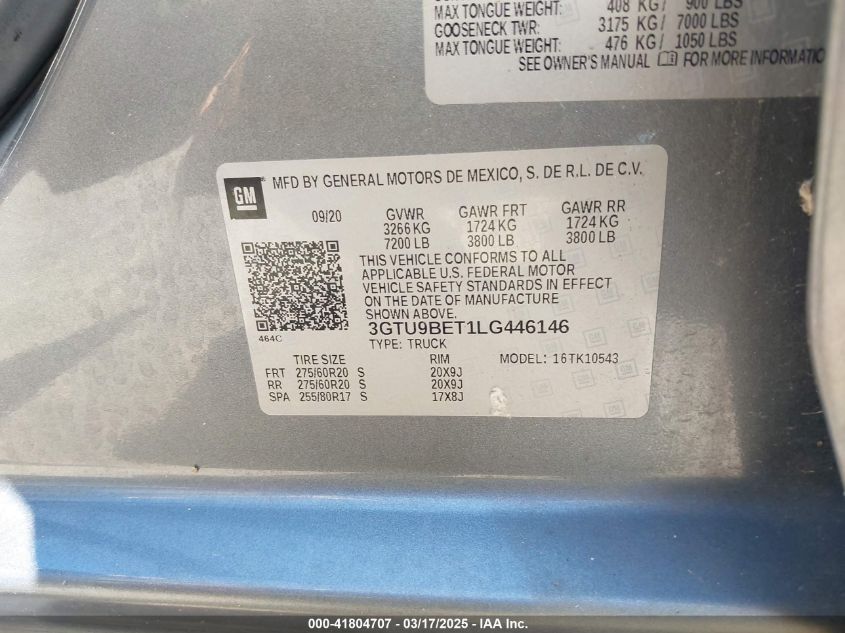 MAX TONGUE WEIGHT: 408 KG / 900 LBS
GOOSENECK TWR: 3175 KG / 7000 LBS
MAX TONGUE WEIGHT: 476 KG / 1050 LBS
SEE OWNER'S MANUAL FOR MORE INFORMATIO
GM
MFD BY GENERAL MOTORS DE MEXICO, S. DE R.L. DE C.V.
09/20 GVWR GAWR FRT GAWR RR
3266 KG 1724 KG 1724 KG
7200 LB 3800 LB 3800 LB
THIS VEHICLE CONFORMS TO ALL
APPLICABLE U.S. FEDERAL MOTOR
VEHICLE SAFETY STANDARDS IN EFFECT
ON THE DATE OF MANUFACTURE
SHOWN ABOVE.
464C 3GTU9BET1LG446146
TYPE: TRUCK
TIRE SIZE RIM MODEL: 16TK10543
FRT 275/60R20 S 20X9J
RR 275/60R20 S 20X9J
SPA 255/80R17 S 17X8J
000-41804707 - 03/17/2025 - IAA Inc.